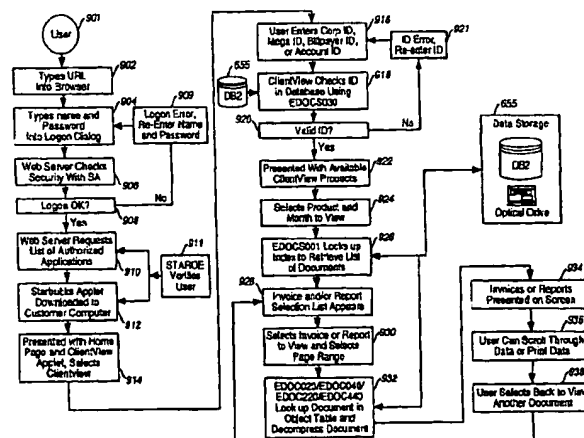 901
User
902
Types URL
Into Browser
904
Types name and
Password
Into Logon Dialog
909
Logon Error,
Re-Enter Name
and Password
Web Server Checks
Security With SA
906
Logon OK?
No
908
Yes
Web Server Requests
List of Authorized
Applications
910
911
STAROE
Verifies
User
Starbucks Applet
Downloaded to
Customer Computer
912
Presented with Home
Page and ClientView
Applet, Selects
Clientview
914
916
User Enters Corp ID,
Mega ID, Billpayer ID,
or Account ID
921
ID Error,
Re-enter ID
655
DB2
918
ClientView Checks ID
in Database Using
EDOCS030
920
Valid ID?
No
Yes
Presented With Available
ClientView Products
922
Selects Product and
Month to View
924
EDOCS001 Looks up
Index to Retrieve List
of Documents
926
928
Invoice and/or Report
Selection List Appears
Selects Invoice or Report
to View and Selects
Page Range
930
932
Look up Document in
Object Table and
Decompress Document
655
Data Storage
DB2
Optical Drive
934
Invoices or Reports
Presented on Screen
936
User Can Scroll Through
Data or Print Data
938
User Selects Back to View
Another Document